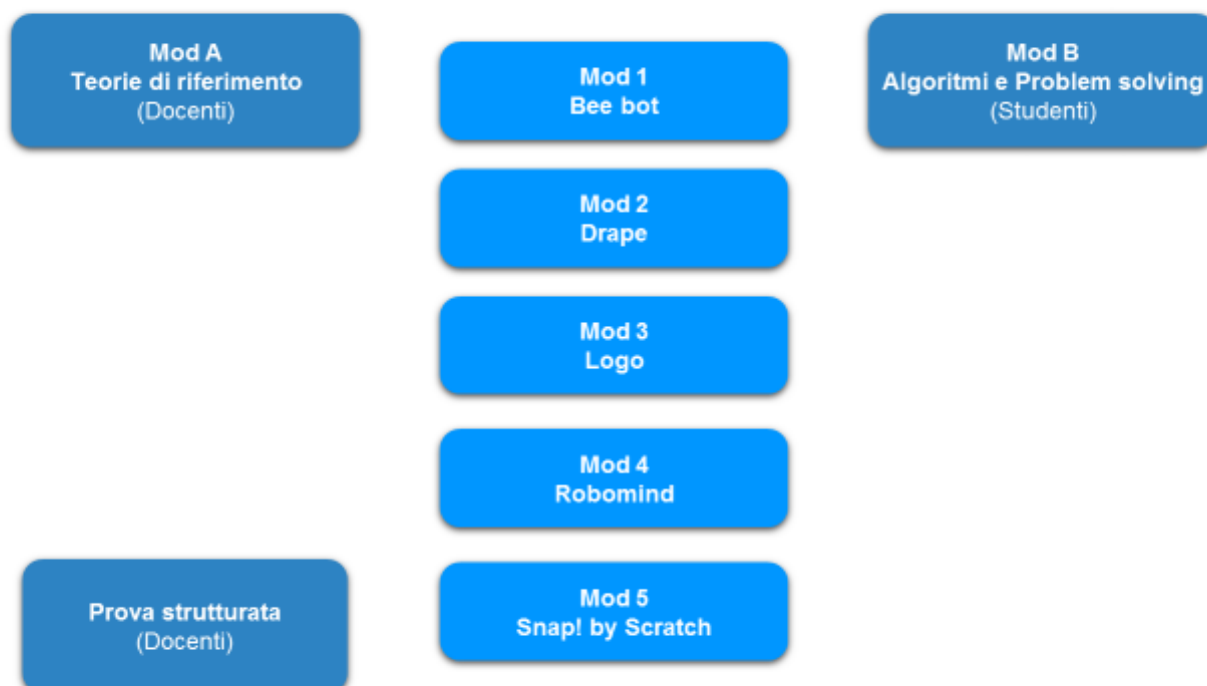 Mod A
Teorie di riferimento
(Docenti)
Mod 1
Bee bot
Mod B
Algoritmi e Problem solving
(Studenti)
Mod 2
Drape
Mod 3
Logo
Mod 4
Robomind
Prova strutturata
(Docenti)
Mod 5
Snap! by Scratch